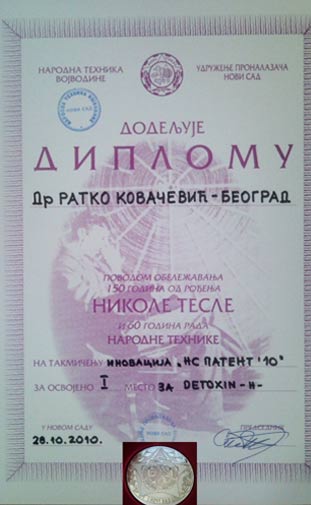 НАРОДНА ТЕХНИКА
ВОЈВОДИНЕ
УДРУЖЕЊЕ ПРОНАЛАЗАЧА
НОВИ САД
НОВИ САД
ДОДЕЉУЈЕ
ДИПЛОМУ
Др РАТКО КОВАЧЕВИЋ - БЕОГРАД
ПОВОДОМ ОБЕЛЕЖАВАЊА
150 ГОДИНА ОД РОЂЕЊА
НИКОЛЕ ТЕСЛЕ
И 60 ГОДИНА РАДА
НАРОДНЕ ТЕХНИКЕ
НА ТАКМИЧЕЊУ ИНОВАЦИЈА „НС ПАТЕНТ '10"
ЗА ОСВОЈЕНО I МЕСТО ЗА DETOXIN -H-
У НОВОМ САДУ
ПРЕДСЕДНИК
28.10.2010.